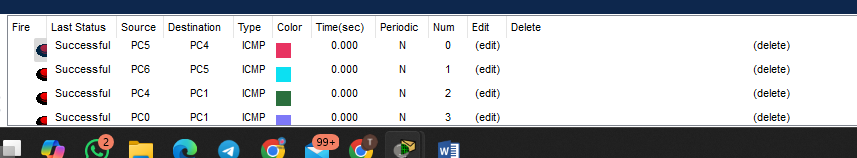 Fire Last Status Source Destination Type Color Time(sec) Periodic Num Edit Delete
Successful PC5 PC4 ICMP 0.000 N 0 (edit) (delete)
Successful PC6 PC5 ICMP 0.000 N 1 (edit) (delete)
Successful PC4 PC1 ICMP 0.000 N 2 (edit) (delete)
Successful PC0 PC1 ICMP 0.000 N 3 (edit) (delete)
2 99+ T W